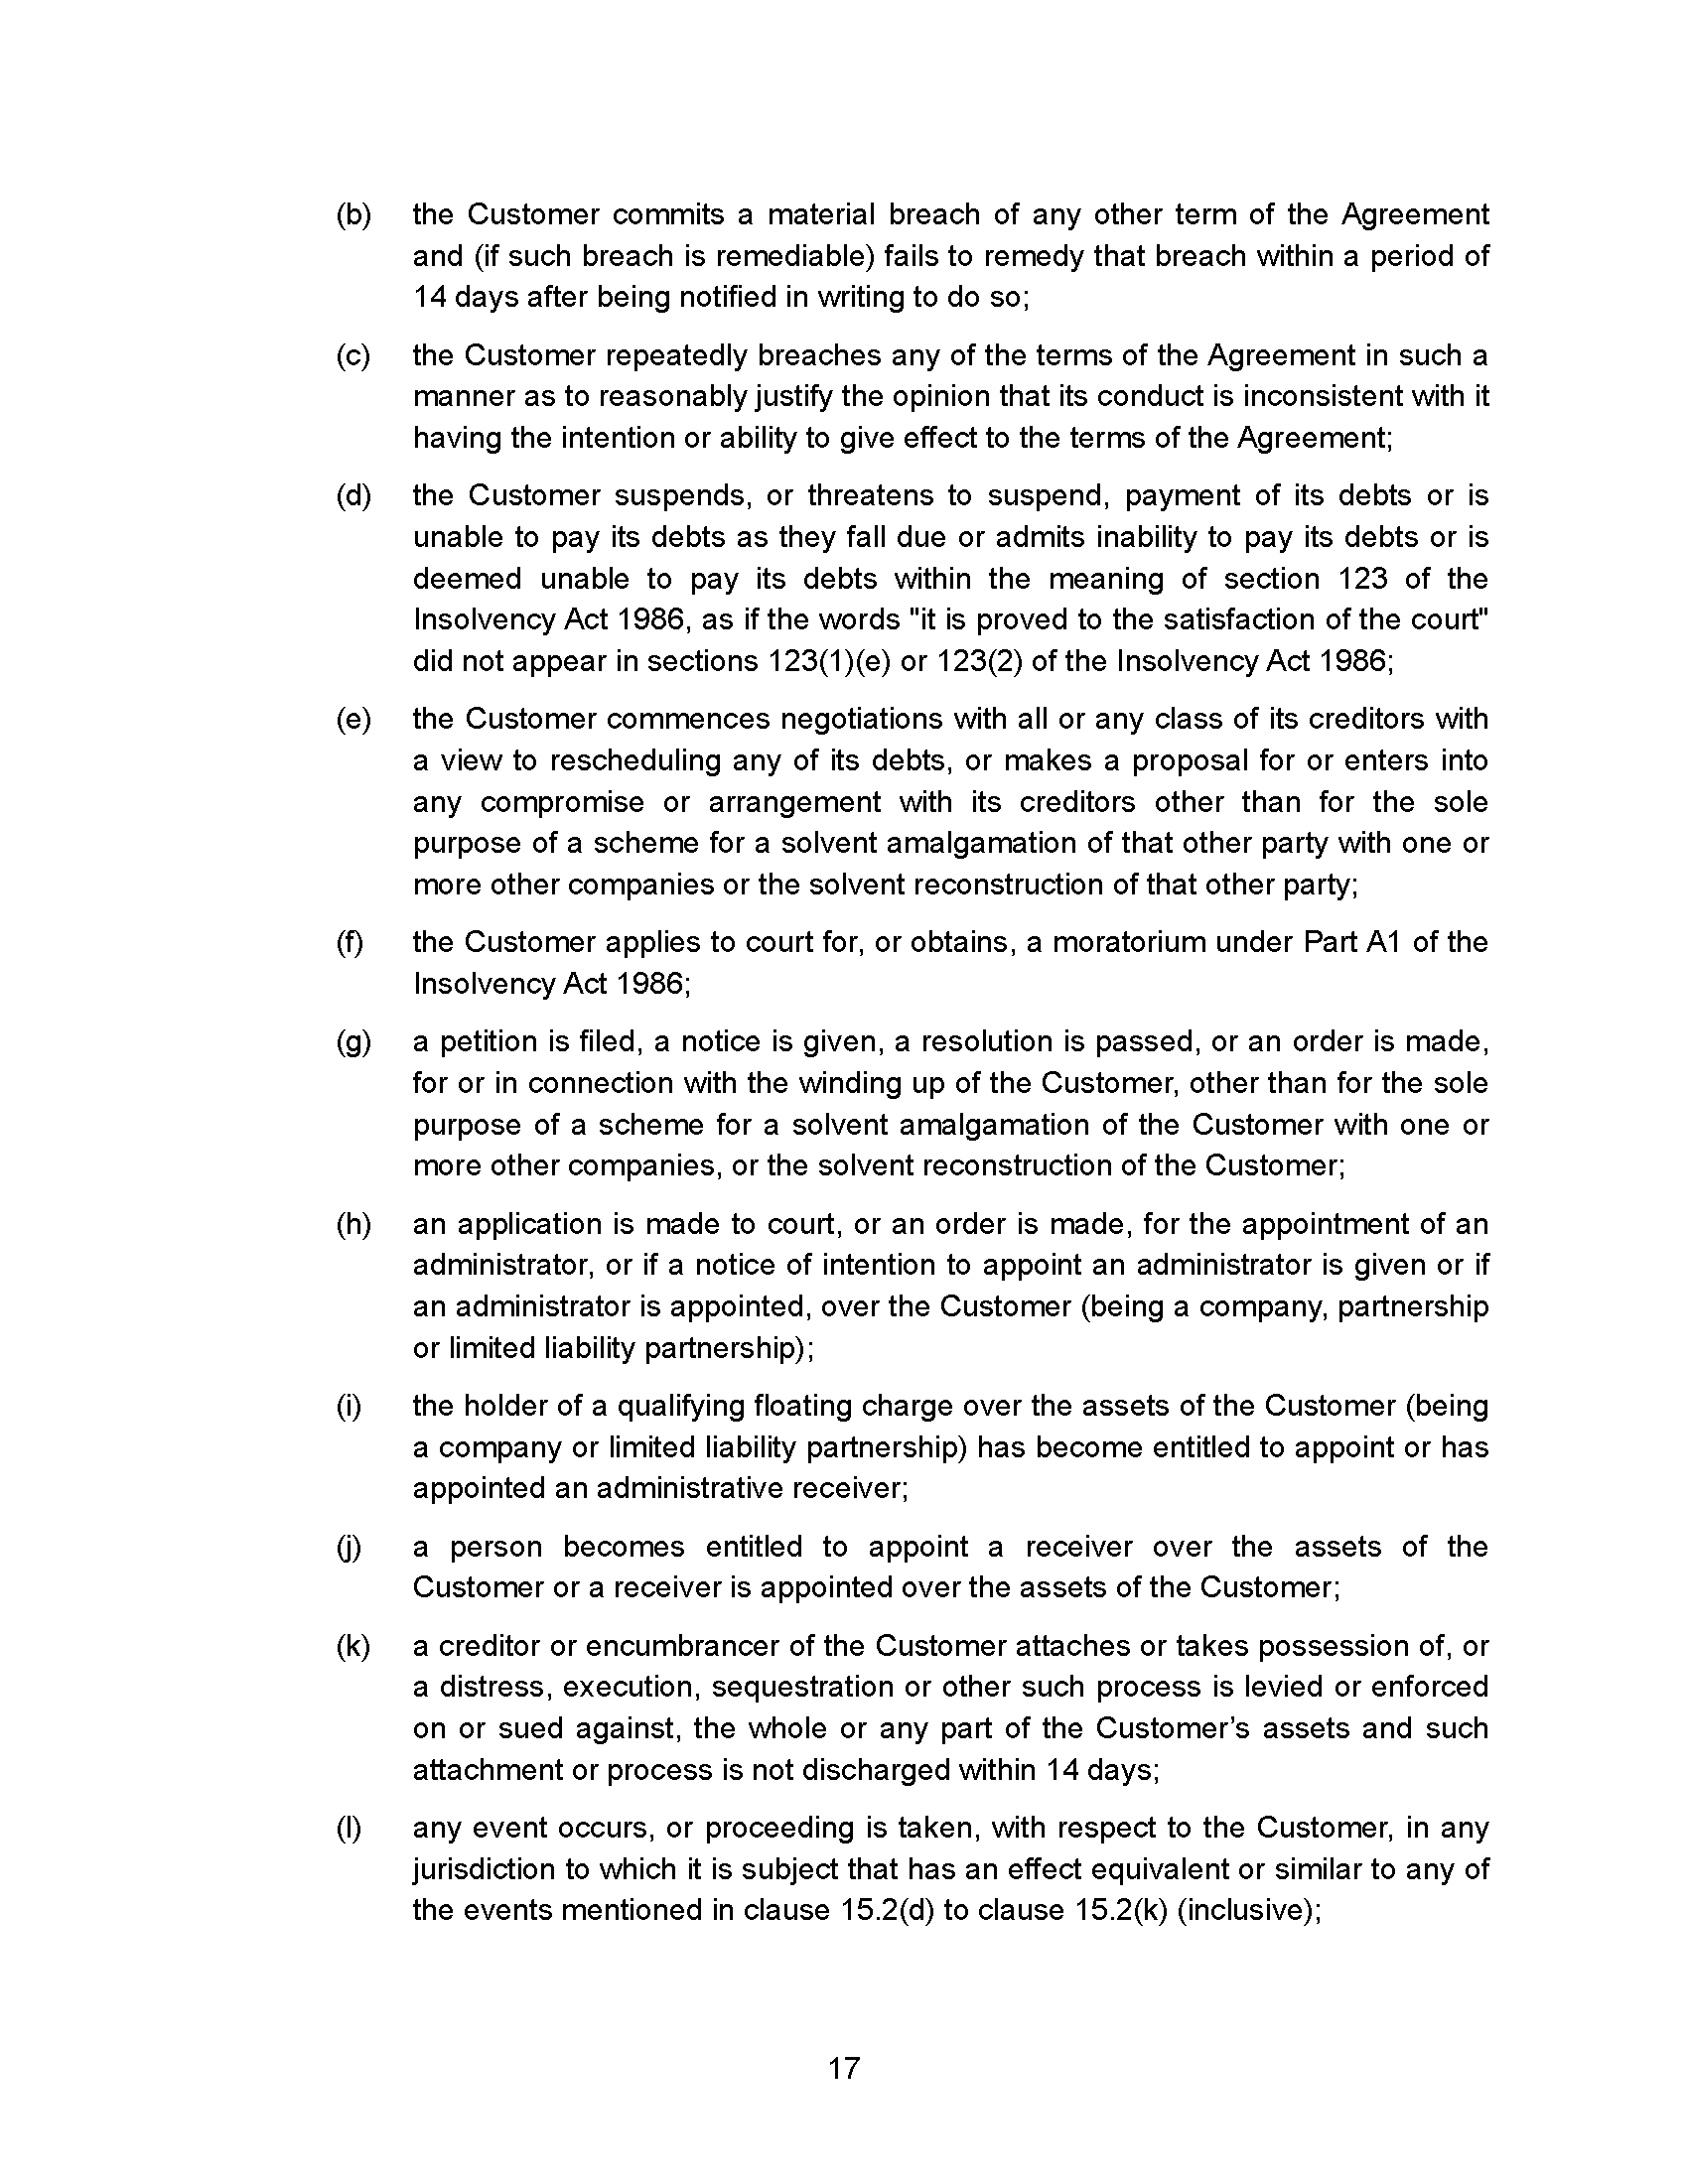 (b) the Customer commits a material breach of any other term of the Agreement
and (if such breach is remediable) fails to remedy that breach within a period of
14 days after being notified in writing to do so;
(c) the Customer repeatedly breaches any of the terms of the Agreement in such a
manner as to reasonably justify the opinion that its conduct is inconsistent with it
having the intention or ability to give effect to the terms of the Agreement;
(d) the Customer suspends, or threatens to suspend, payment of its debts or is
unable to pay its debts as they fall due or admits inability to pay its debts or is
deemed unable to pay its debts within the meaning of section 123 of the
Insolvency Act 1986, as if the words "it is proved to the satisfaction of the court"
did not appear in sections 123(1)(e) or 123(2) of the Insolvency Act 1986;
(e) the Customer commences negotiations with all or any class of its creditors with
a view to rescheduling any of its debts, or makes a proposal for or enters into
any compromise or arrangement with its creditors other than for the sole
purpose of a scheme for a solvent amalgamation of that other party with one or
more other companies or the solvent reconstruction of that other party;
(f) the Customer applies to court for, or obtains, a moratorium under Part A1 of the
Insolvency Act 1986;
(g) a petition is filed, a notice is given, a resolution is passed, or an order is made,
for or in connection with the winding up of the Customer, other than for the sole
purpose of a scheme for a solvent amalgamation of the Customer with one or
more other companies, or the solvent reconstruction of the Customer;
(h) an application is made to court, or an order is made, for the appointment of an
administrator, or if a notice of intention to appoint an administrator is given or if
an administrator is appointed, over the Customer (being a company, partnership
or limited liability partnership);
(i) the holder of a qualifying floating charge over the assets of the Customer (being
a company or limited liability partnership) has become entitled to appoint or has
appointed an administrative receiver;
(j) a person becomes entitled to appoint a receiver over the assets of the
Customer or a receiver is appointed over the assets of the Customer;
(k) a creditor or encumbrancer of the Customer attaches or takes possession of, or
a distress, execution, sequestration or other such process is levied or enforced
on or sued against, the whole or any part of the Customer’s assets and such
attachment or process is not discharged within 14 days;
(l) any event occurs, or proceeding is taken, with respect to the Customer, in any
jurisdiction to which it is subject that has an effect equivalent or similar to any of
the events mentioned in clause 15.2(d) to clause 15.2(k) (inclusive);
17